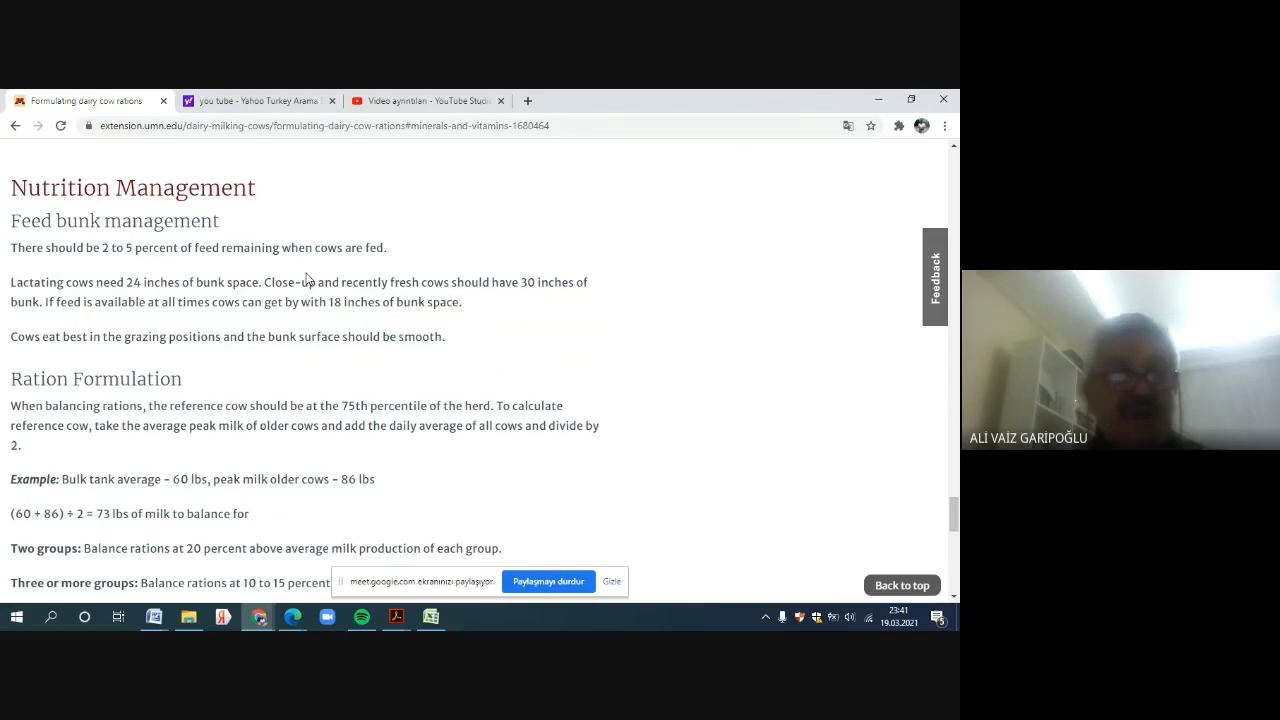 Formulating dairy cow rations
you tube - Yahoo Turkey Arama
Video ayrıntıları - YouTube Studi
extension.umn.edu/dairy-milking-cows/formulating-dairy-cow-rations#minerals-and-vitamins-1680464
Nutrition Management
Feed bunk management
There should be 2 to 5 percent of feed remaining when cows are fed.
Lactating cows need 24 inches of bunk space. Close-up and recently fresh cows should have 30 inches of
bunk. If feed is available at all times cows can get by with 18 inches of bunk space.
Cows eat best in the grazing positions and the bunk surface should be smooth.
Ration Formulation
When balancing rations, the reference cow should be at the 75th percentile of the herd. To calculate
reference cow, take the average peak milk of older cows and add the daily average of all cows and divide by
2.
Example: Bulk tank average - 60 lbs, peak milk older cows - 86 lbs
(60 + 86) ÷ 2 = 73 lbs of milk to balance for
Two groups: Balance rations at 20 percent above average milk production of each group.
Three or more groups: Balance rations at 10 to 15 percent
meet.google.com ekranınızı paylaşıyor.
Paylaşmayı durdur
Gizle
Back to top
Feedback
23:41
19.03.2021
5
ALİ VAİZ GARİPOĞLU